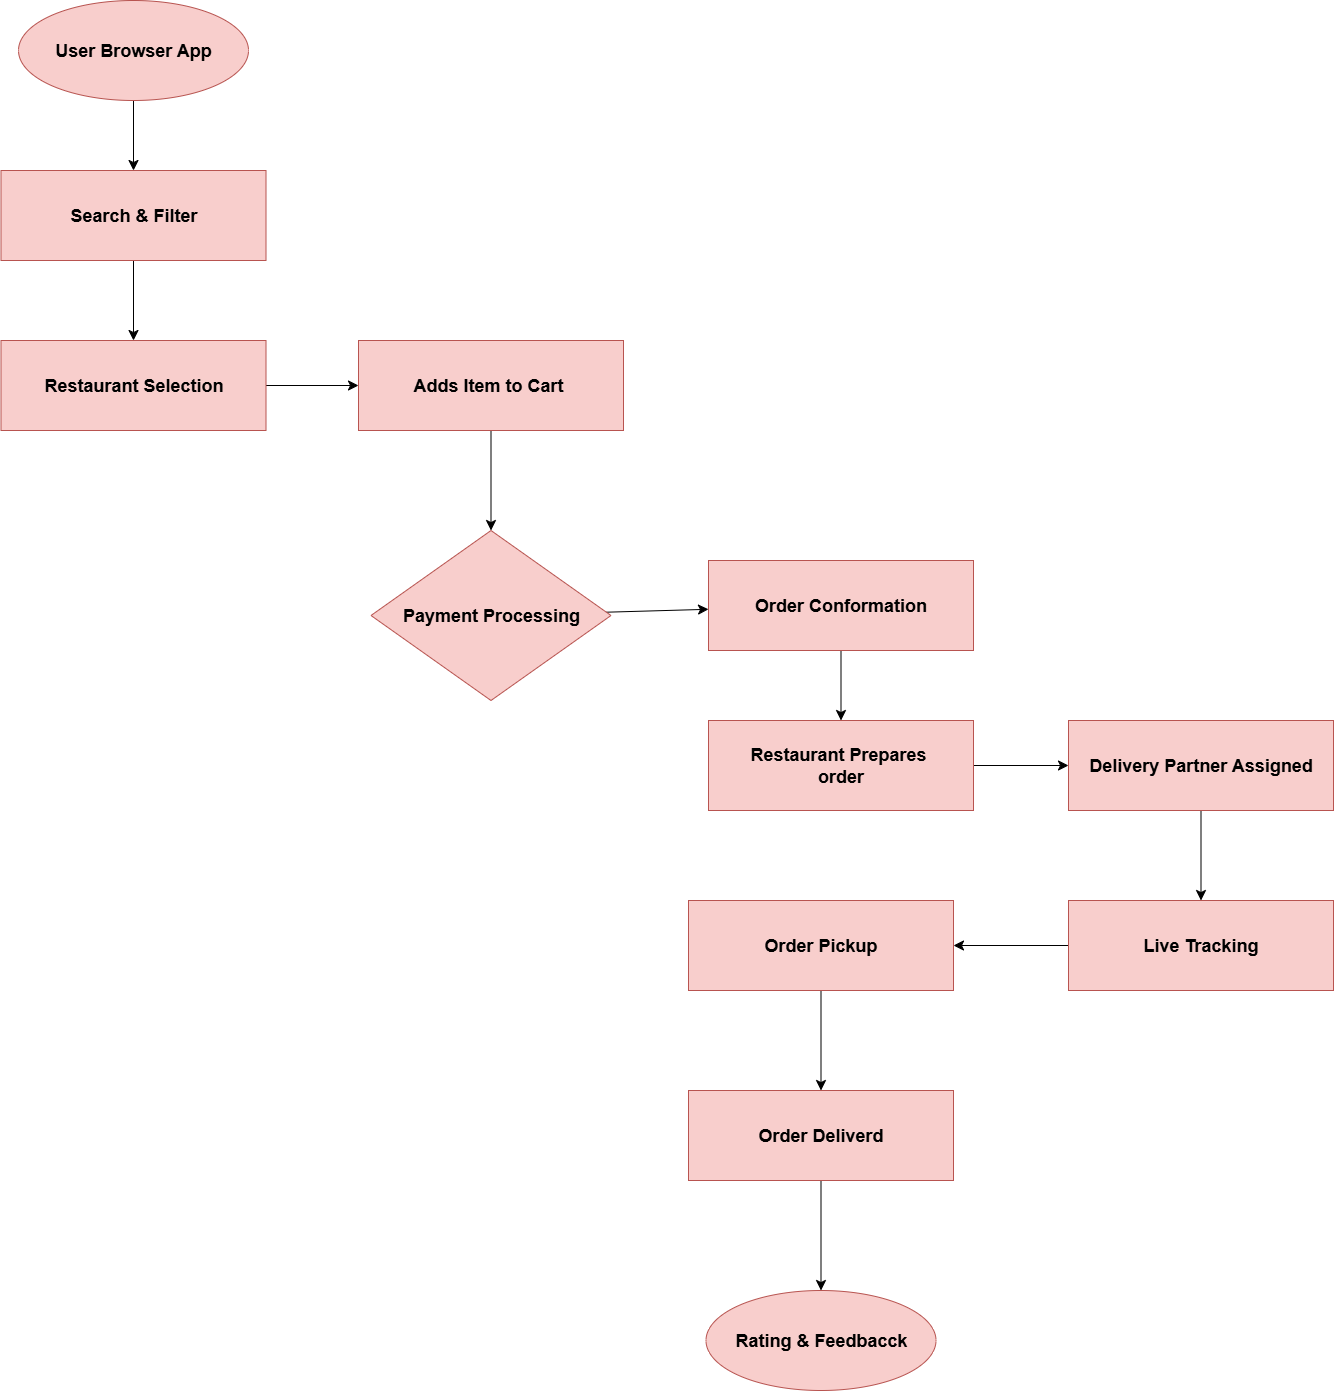 User Browser App
Search & Filter
Restaurant Selection
Adds Item to Cart
Payment Processing
Order Conformation
Restaurant Prepares
order
Delivery Partner Assigned
Live Tracking
Order Pickup
Order Deliverd
Rating & Feedbacck